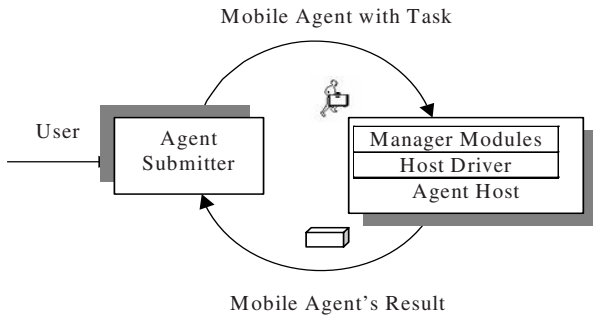 Mobile Agent with Task
User
Agent
Submitter
Manager Modules
Host Driver
Agent Host
Mobile Agent's Result